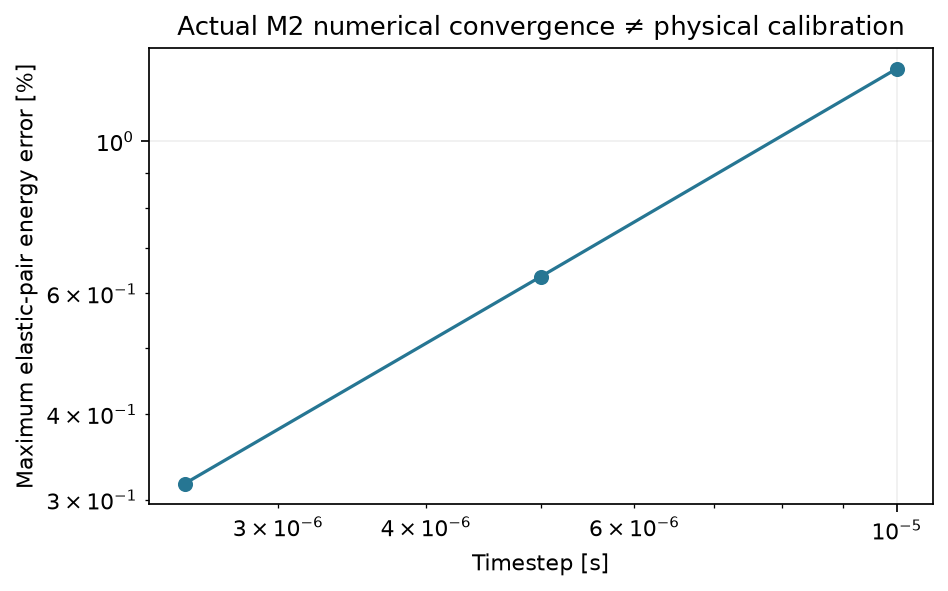 Actual M2 numerical convergence ≠ physical calibration
Maximum elastic-pair energy error [%]
10⁰
6 × 10⁻¹
4 × 10⁻¹
3 × 10⁻¹
3 × 10⁻⁶ 4 × 10⁻⁶ 6 × 10⁻⁶ 10⁻⁵
Timestep [s]